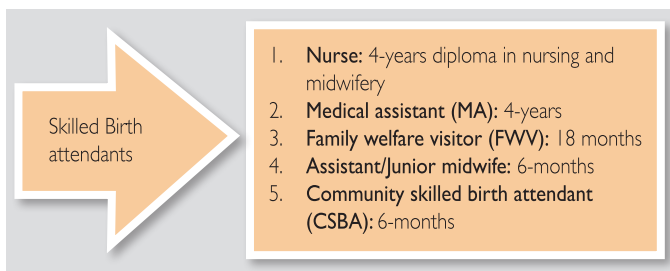 Skilled Birth
attendants
1. Nurse: 4-years diploma in nursing and
midwifery
2. Medical assistant (MA): 4-years
3. Family welfare visitor (FWV): 18 months
4. Assistant/Junior midwife: 6-months
5. Community skilled birth attendant
(CSBA): 6-months